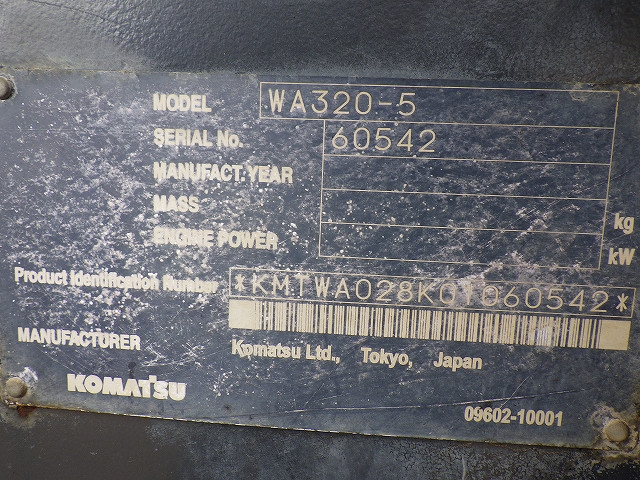 MODEL WA320-5
SERIAL No. 60542
MANUFACT. YEAR
MASS kg
ENGINE POWER kW
Product Identification Number *KMTWA028K01060542*
MANUFACTURER Komatsu Ltd., Tokyo, Japan
KOMATSU
09602-10001